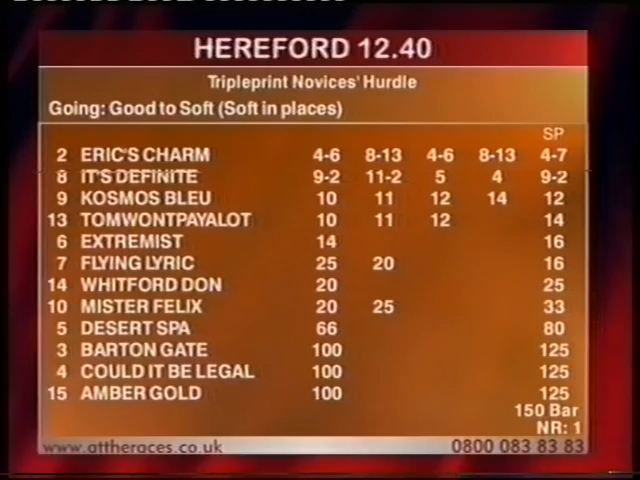 HEREFORD 12.40
Tripleprint Novices' Hurdle
Going: Good to Soft (Soft in places)
SP
2 ERIC'S CHARM 4-6 8-13 4-6 8-13 4-7
8 IT'S DEFINITE 9-2 11-2 5 4 9-2
9 KOSMOS BLEU 10 11 12 14 12
13 TOMWONTPAYALOT 10 11 12 14
6 EXTREMIST 14 16
7 FLYING LYRIC 25 20 16
14 WHITFORD DON 20 25
10 MISTER FELIX 20 25 33
5 DESERT SPA 66 80
3 BARTON GATE 100 125
4 COULD IT BE LEGAL 100 125
15 AMBER GOLD 100 125
150 Bar
NR: 1
www.attheraces.co.uk 0800 083 83 83